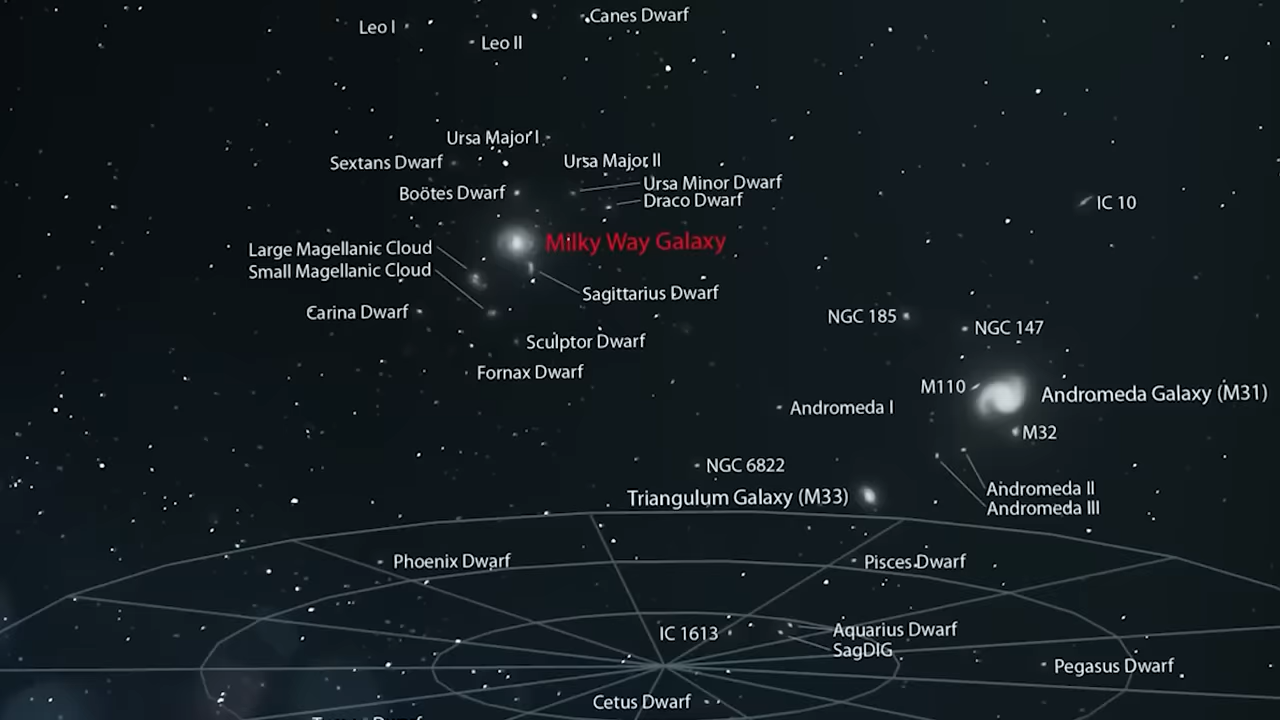 Canes Dwarf
Leo I
Leo II
Ursa Major I
Sextans Dwarf
Ursa Major II
Ursa Minor Dwarf
Boötes Dwarf
Draco Dwarf
IC 10
Milky Way Galaxy
Large Magellanic Cloud
Small Magellanic Cloud
Sagittarius Dwarf
Carina Dwarf
NGC 185
NGC 147
Sculptor Dwarf
Fornax Dwarf
M110
Andromeda Galaxy (M31)
Andromeda I
M32
NGC 6822
Andromeda II
Triangulum Galaxy (M33)
Andromeda III
Phoenix Dwarf
Pisces Dwarf
IC 1613
Aquarius Dwarf
SagDIG
Pegasus Dwarf
Cetus Dwarf